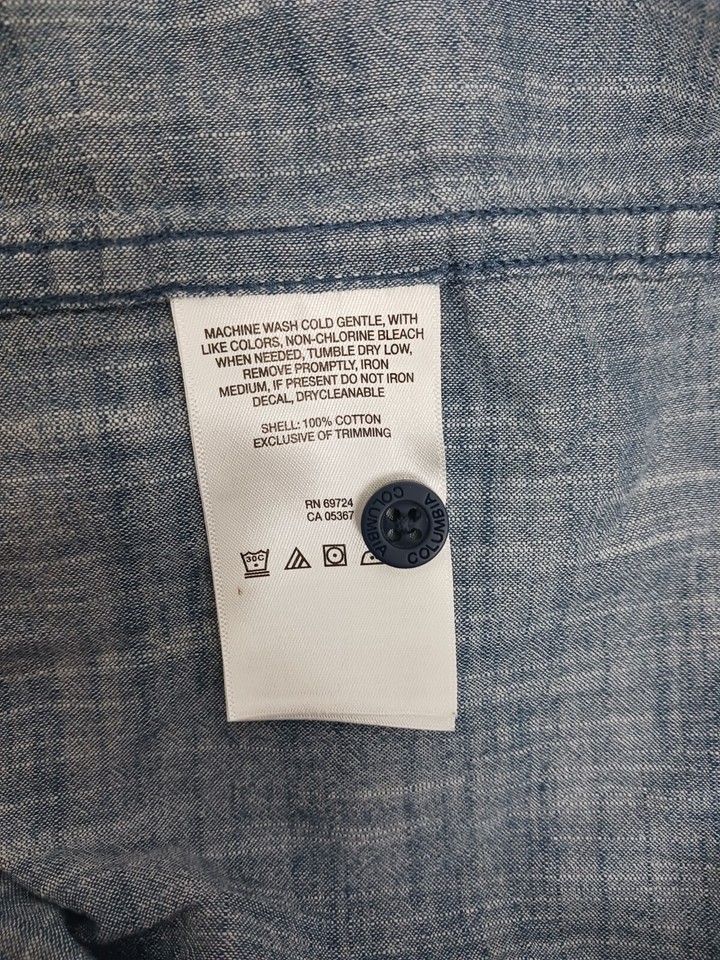 MACHINE WASH COLD GENTLE, WITH
LIKE COLORS, NON-CHLORINE BLEACH
WHEN NEEDED, TUMBLE DRY LOW,
REMOVE PROMPTLY, IRON
MEDIUM, IF PRESENT DO NOT IRON
DECAL, DRYCLEANABLE
SHELL: 100% COTTON
EXCLUSIVE OF TRIMMING
RN 69724
CA 05367
COLUMBIA
COLUMBIA
30C